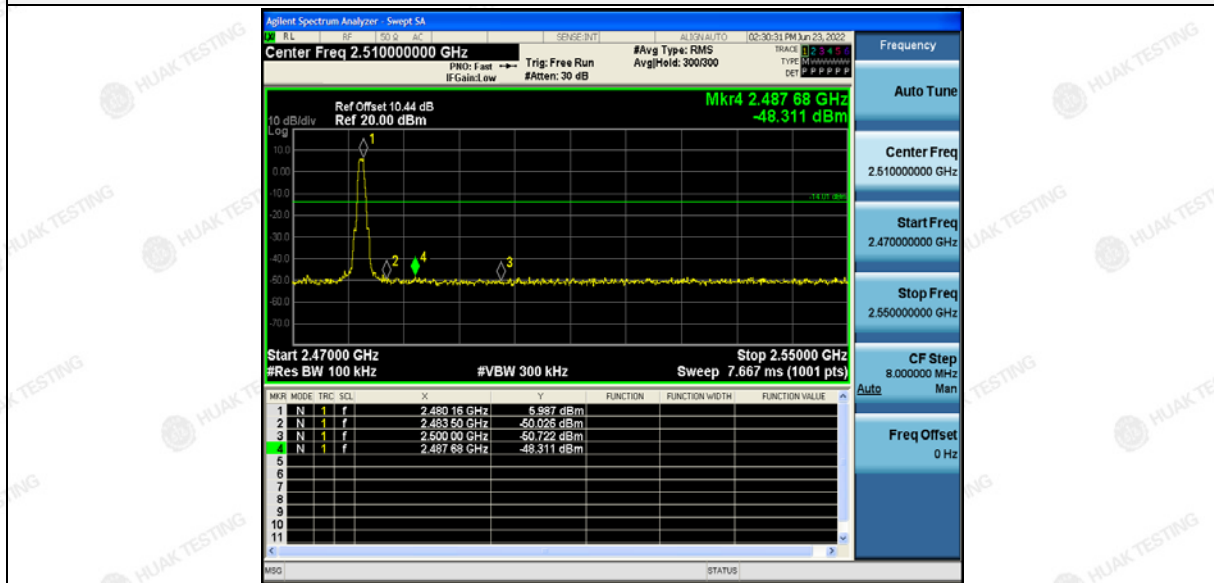 Agilent Spectrum Analyzer - Swept SA
RL RF 50 Ω AC SENSE:INT ALIGN AUTO 02:30:31 PM Jun 23, 2022
Center Freq 2.510000000 GHz
PNO: Fast
IFGain:Low
Trig: Free Run
#Atten: 30 dB
#Avg Type: RMS
Avg|Hold: 300/300
TRACE 1 2 3 4 5 6
TYPE M
DET P P P P P P
Ref Offset 10.44 dB
10 dB/div Ref 20.00 dBm
Log
Mkr4 2.487 68 GHz
-48.311 dBm
10.0
0.00
-10.0
-20.0
-30.0
-40.0
-50.0
-60.0
-70.0
1
2
4
3
-14.01 dBm
Start 2.47000 GHz Stop 2.55000 GHz
#Res BW 100 kHz #VBW 300 kHz Sweep 7.667 ms (1001 pts)
MKR MODE TRC SCL X Y FUNCTION FUNCTION WIDTH FUNCTION VALUE
1 N 1 f 2.480 16 GHz 5.987 dBm
2 N 1 f 2.483 50 GHz -50.026 dBm
3 N 1 f 2.500 00 GHz -50.722 dBm
4 N 1 f 2.487 68 GHz -48.311 dBm
5
6
7
8
9
10
11
MSG STATUS
Frequency
Auto Tune
Center Freq
2.510000000 GHz
Start Freq
2.470000000 GHz
Stop Freq
2.550000000 GHz
CF Step
8.000000 MHz
Auto Man
Freq Offset
0 Hz
HUAK TESTING
HUAK TESTING
HUAK TESTING
HUAK TESTING